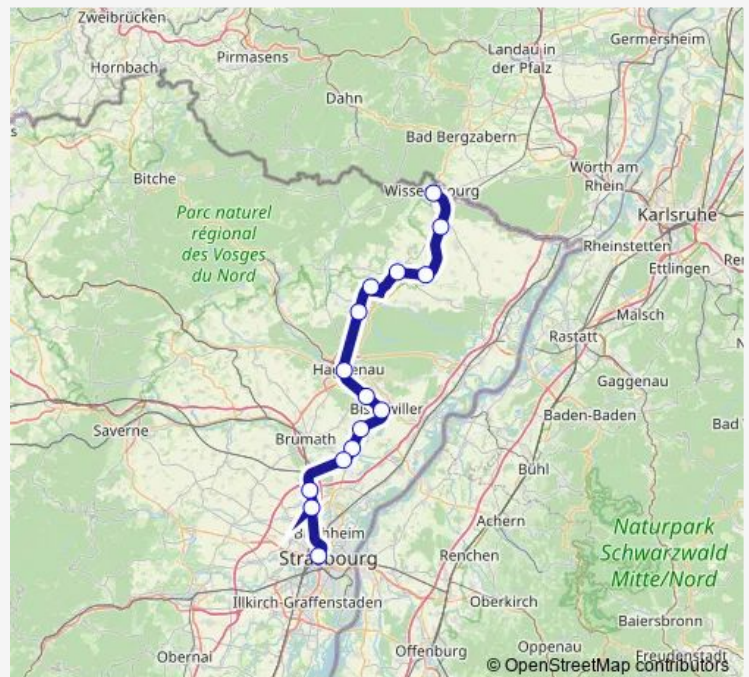 Zweibrücken
Germersheim
Landau in
der Pfalz
Pirmasens
Hornbach
Dahn
Bad Bergzabern
Wörth am
Rhein
Bitche
Parc naturel
régional
des Vosges
du Nord
Karlsruhe
Rheinstetten
Ettlingen
Malsch
Rastatt
Gaggenau
Baden-Baden
Saverne
Brumath
Bad
Bühl
Achern
Naturpark
Schwarzwald
Mitte/Nord
Renchen
Illkirch-Graffenstaden
Oberkirch
Baiersbronn
Obernai
Offenburg
Oppenau
Freudenstadt
© OpenStreetMap contributors